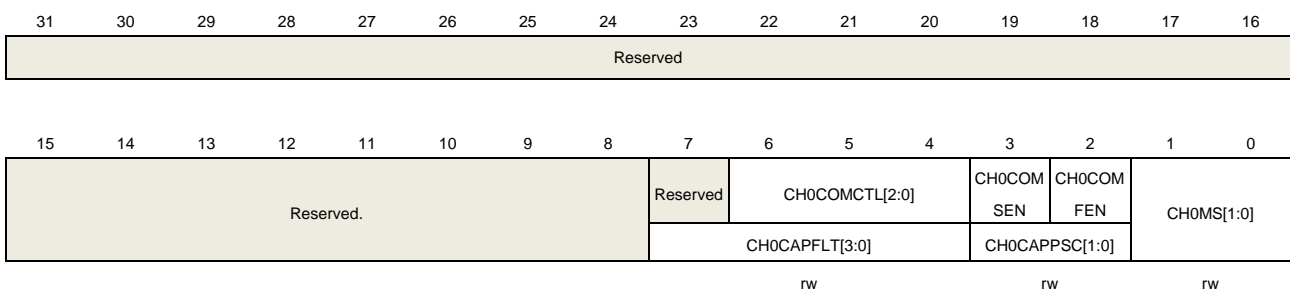 31 30 29 28 27 26 25 24 23 22 21 20 19 18 17 16
Reserved
15 14 13 12 11 10 9 8 7 6 5 4 3 2 1 0
Reserved.
Reserved
CH0COMCTL[2:0]
CH0COM
SEN
CH0COM
FEN
CH0MS[1:0]
CH0CAPFLT[3:0]
CH0CAPPSC[1:0]
rw rw rw